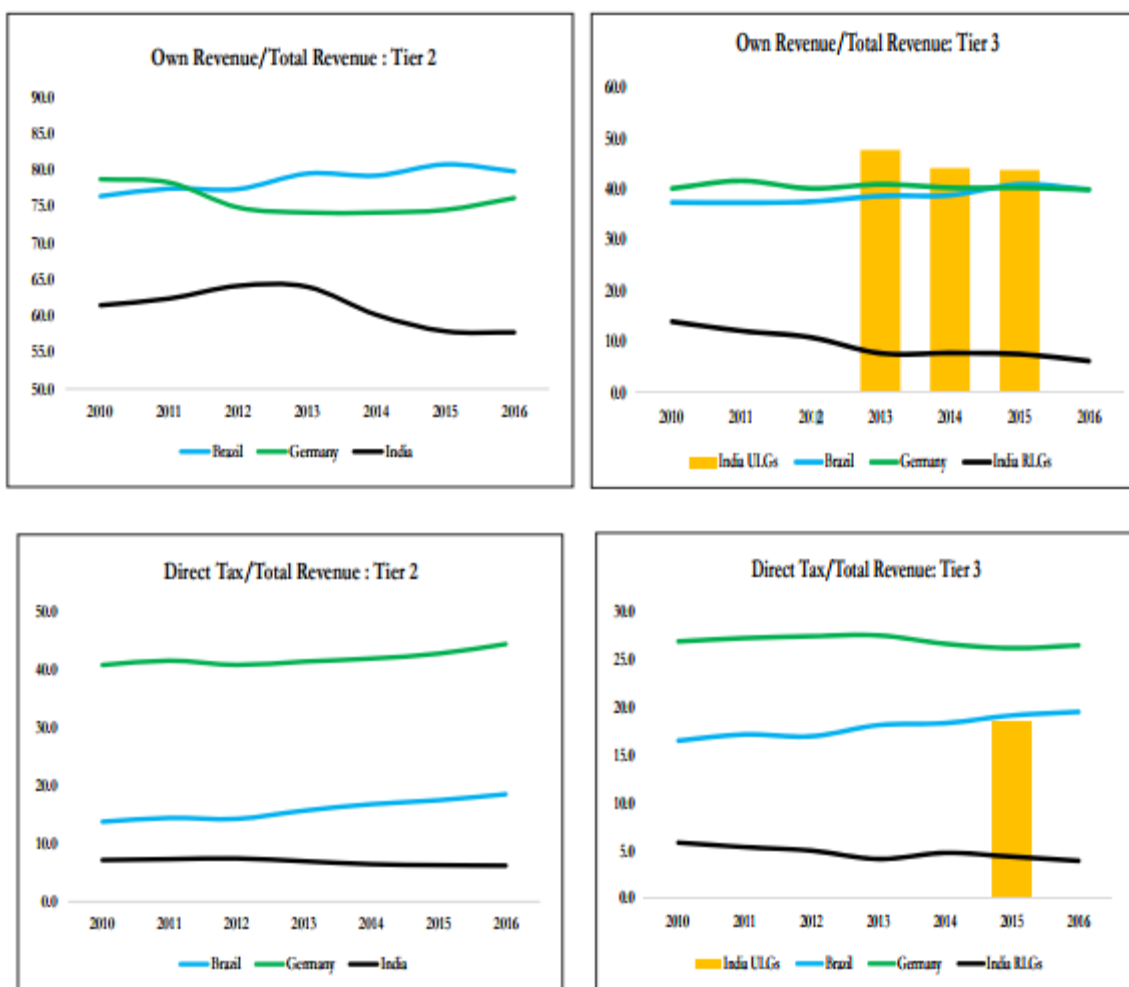 Own Revenue/Total Revenue : Tier 2
90.0
85.0
80.0
75.0
70.0
65.0
60.0
55.0
50.0
2010 2011 2012 2013 2014 2015 2016
Brazil Germany India
Own Revenue/Total Revenue: Tier 3
60.0
50.0
40.0
30.0
20.0
10.0
0.0
2010 2011 2012 2013 2014 2015 2016
India ULGs Brazil Germany India RLGs
Direct Tax/Total Revenue : Tier 2
50.0
40.0
30.0
20.0
10.0
0.0
2010 2011 2012 2013 2014 2015 2016
Brazil Germany India
Direct Tax/Total Revenue: Tier 3
30.0
25.0
20.0
15.0
10.0
5.0
0.0
2010 2011 2012 2013 2014 2015 2016
India ULGs Brazil Germany India RLGs